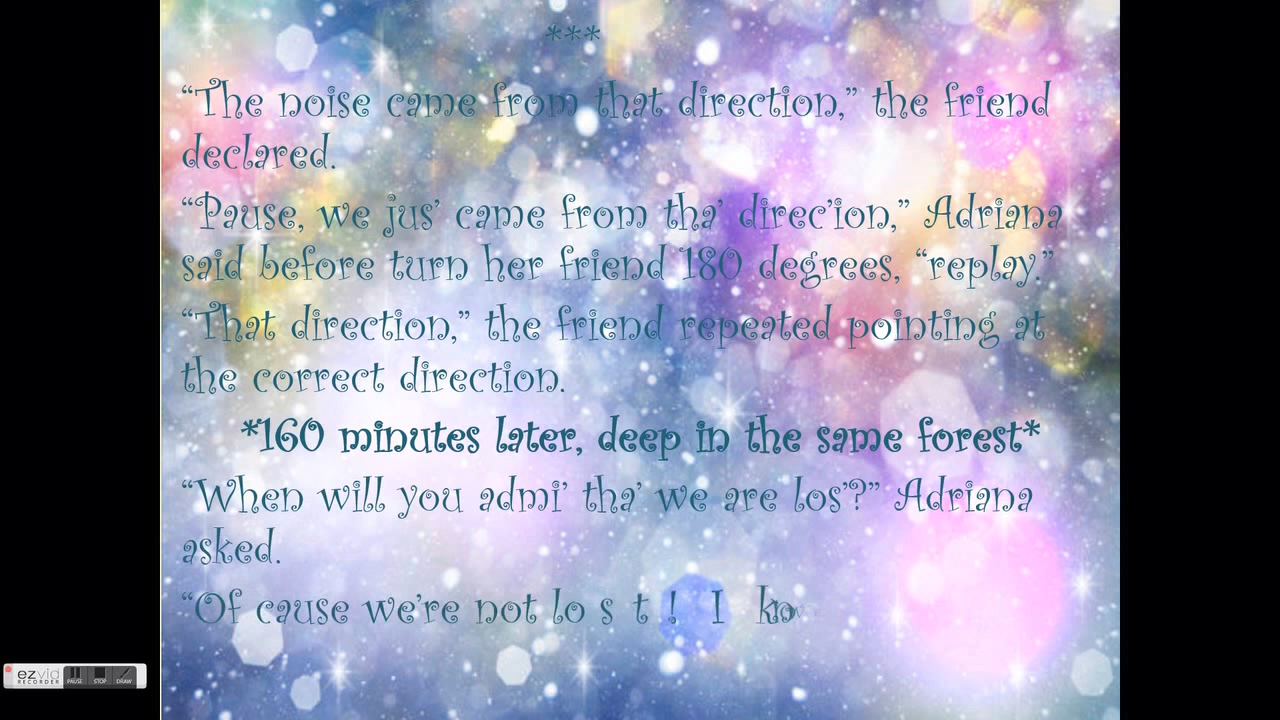 ***
“The noise came from that direction,” the friend
declared.
“Pause, we jus’ came from tha’ direc’ion,” Adriana
said before turn her friend 180 degrees, “replay.”
“That direction,” the friend repeated pointing at
the correct direction.
*160 minutes later, deep in the same forest*
“When will you admi’ tha’ we are los’?” Adriana
asked.
“Of cause we’re not lo s t ! I
ezvid
RECORDER
PAUSE
STOP
DRAW